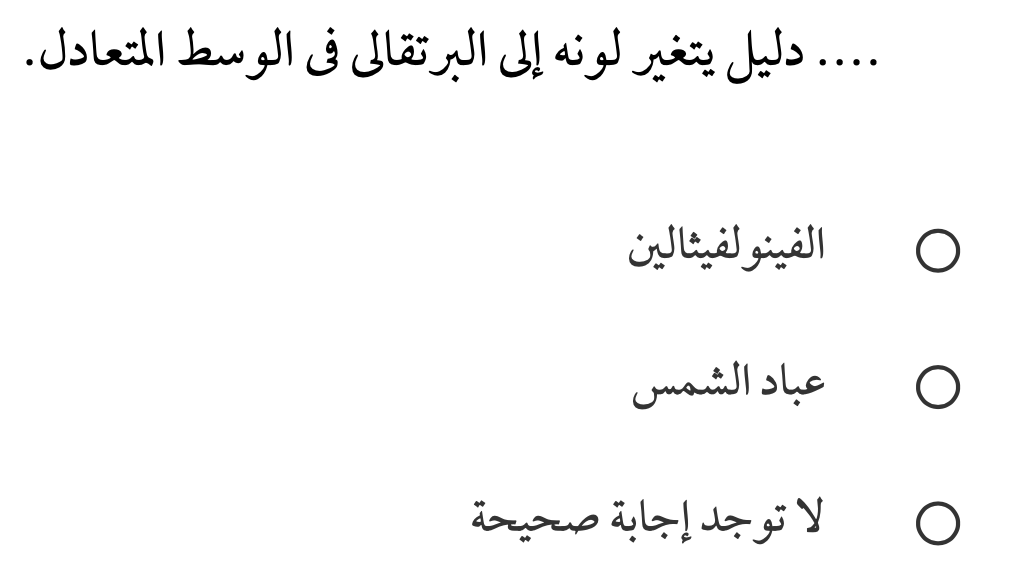 .... دليل يتغير لونه إلى البرتقالى فى الوسط المتعادل.
الفينولفيثالين
عباد الشمس
لا توجد إجابة صحيحة